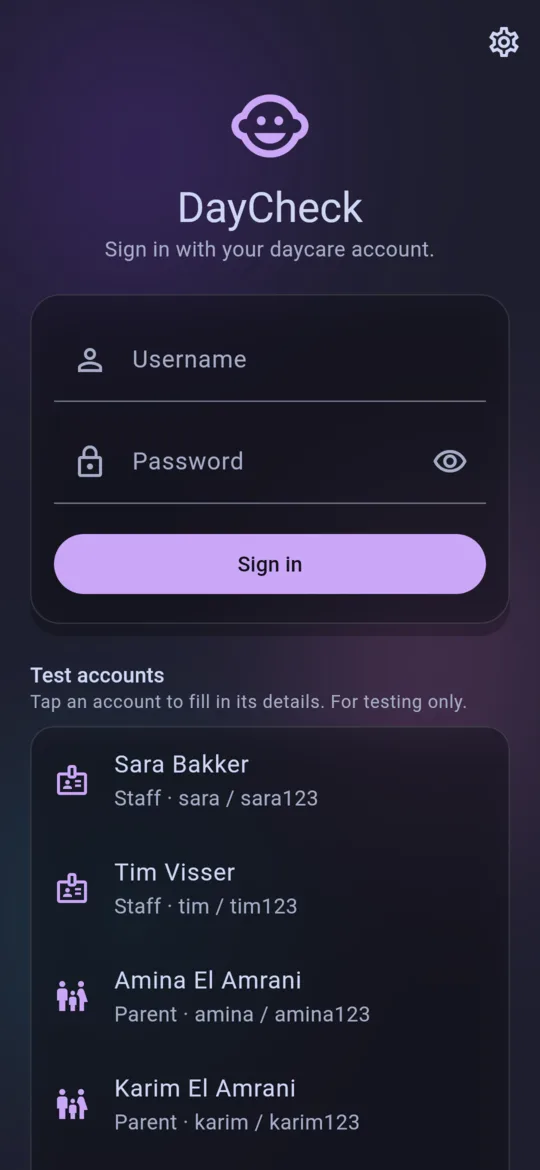 DayCheck
Sign in with your daycare account.
Username
Password
Sign in
Test accounts
Tap an account to fill in its details. For testing only.
Sara Bakker
Staff · sara / sara123
Tim Visser
Staff · tim / tim123
Amina El Amrani
Parent · amina / amina123
Karim El Amrani
Parent · karim / karim123